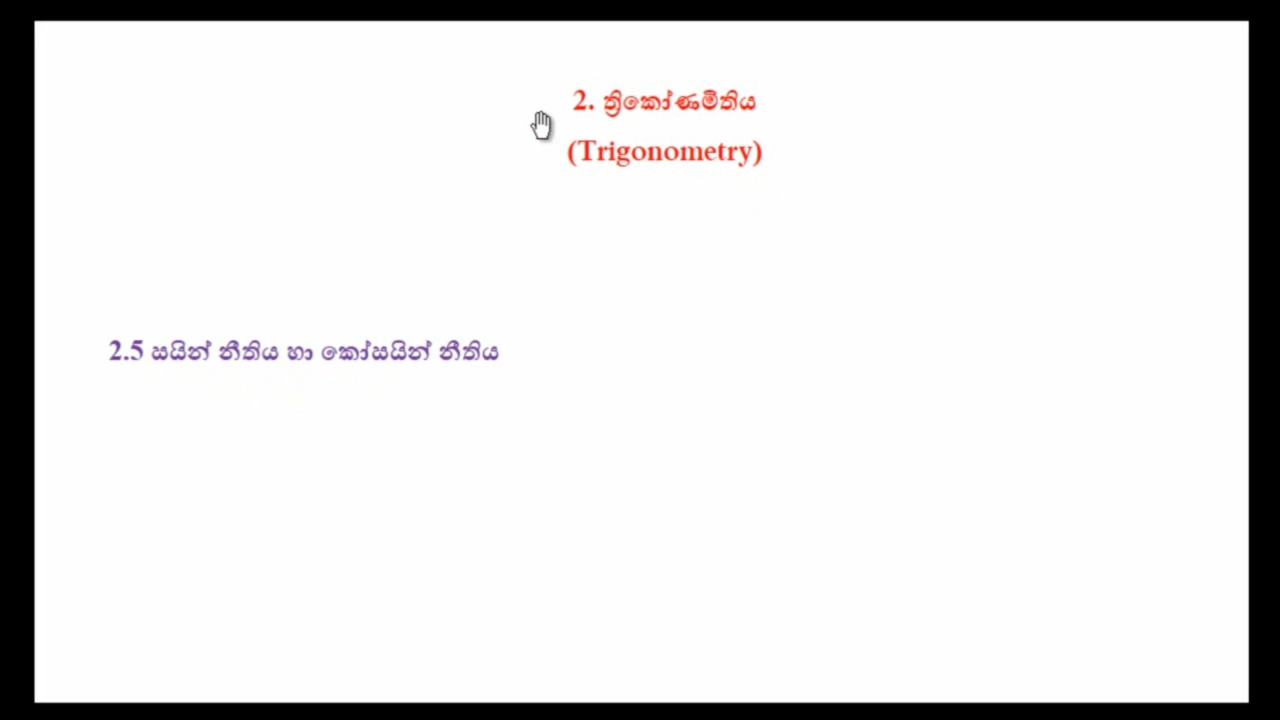 2. ත්‍රිකෝණමිතිය
(Trigonometry)
2.5 සයින් නීතිය හා කෝසයින් නීතිය